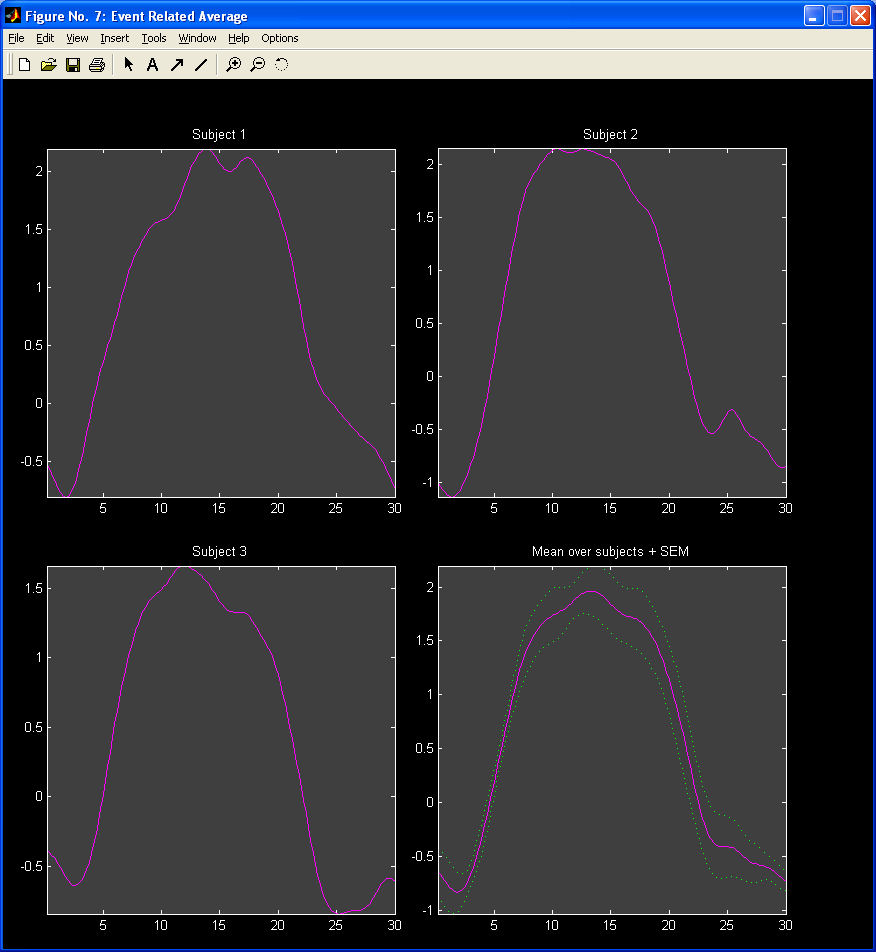 Figure No. 7: Event Related Average
File Edit View Insert Tools Window Help Options
A
Subject 1
2
1.5
1
0.5
0
-0.5
5 10 15 20 25 30
Subject 2
2
1.5
1
0.5
0
-0.5
-1
5 10 15 20 25 30
Subject 3
1.5
1
0.5
0
-0.5
5 10 15 20 25 30
Mean over subjects + SEM
2
1.5
1
0.5
0
-0.5
-1
5 10 15 20 25 30